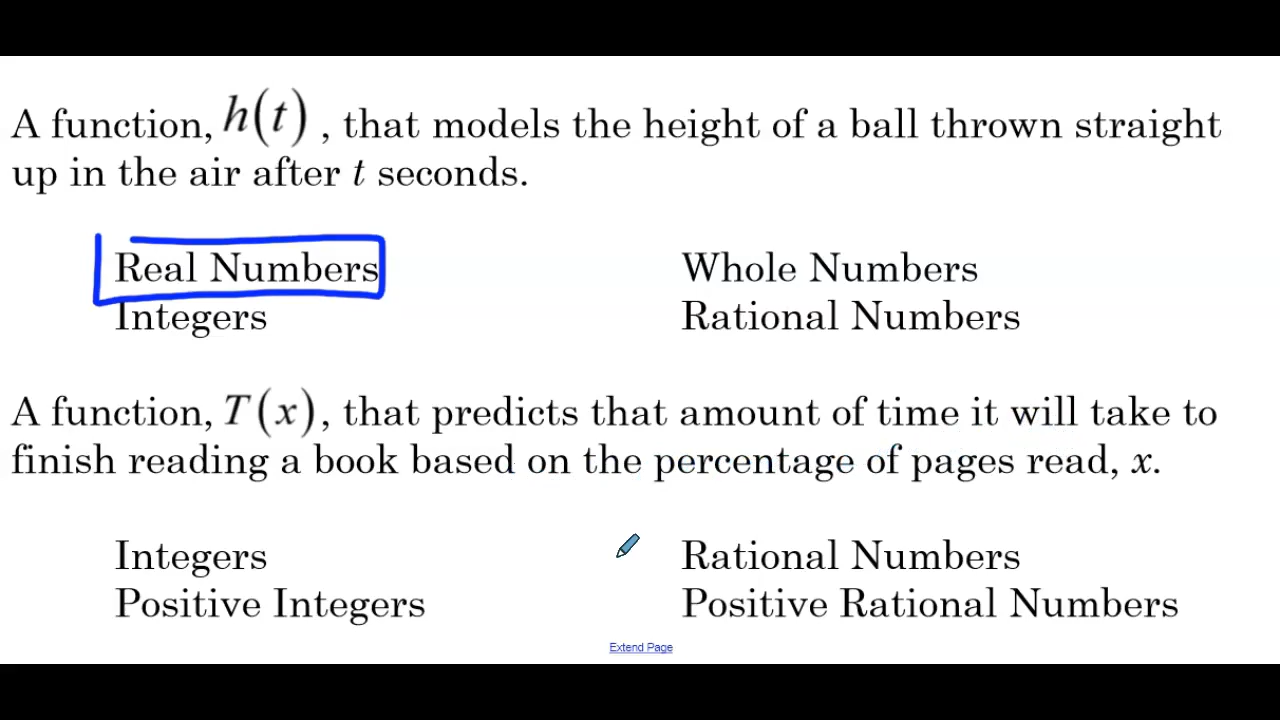 A function, h(t), that models the height of a ball thrown straight
up in the air after t seconds.
Real Numbers Whole Numbers
Integers Rational Numbers
A function, T(x), that predicts that amount of time it will take to
finish reading a book based on the percentage of pages read, x.
Integers Rational Numbers
Positive Integers Positive Rational Numbers
Extend Page